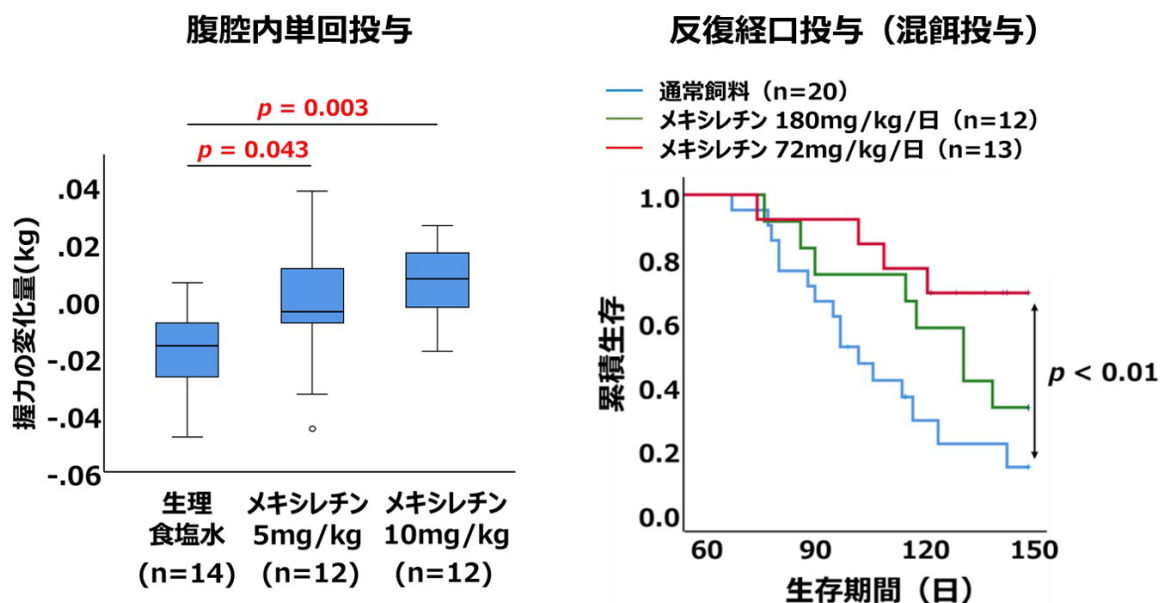 腹腔内単回投与
p = 0.003
p = 0.043
握力の変化量(kg)
.04
.02
.00
-.02
-.04
-.06
生理
食塩水
(n=14)
メキシレチン
5mg/kg
(n=12)
メキシレチン
10mg/kg
(n=12)
反復経口投与（混餌投与）
通常飼料（n=20）
メキシレチン 180mg/kg/日（n=12）
メキシレチン 72mg/kg/日（n=13）
累積生存
1.0
0.8
0.6
0.4
0.2
0.0
p < 0.01
60 90 120 150
生存期間（日）